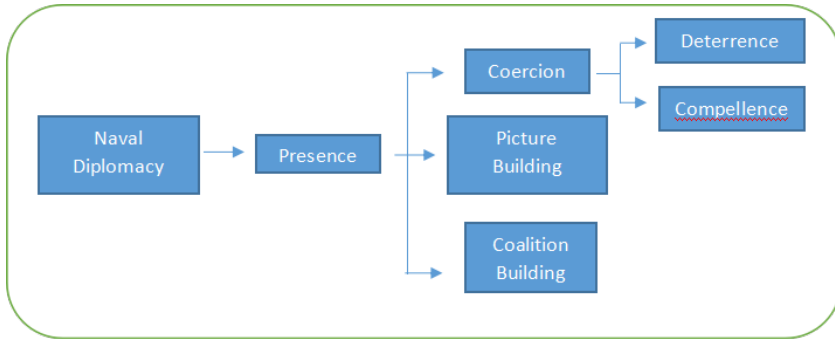 Naval
Diplomacy
Presence
Coercion
Deterrence
Compellence
Picture
Building
Coalition
Building